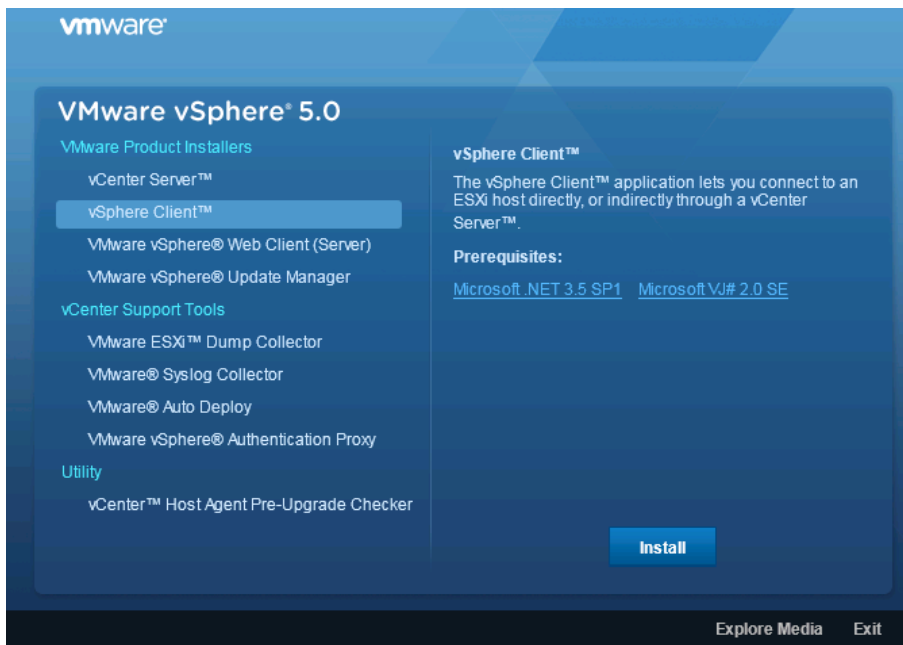 vmware®
VMware vSphere® 5.0
VMware Product Installers
vCenter Server™
vSphere Client™
VMware vSphere® Web Client (Server)
VMware vSphere® Update Manager
vCenter Support Tools
VMware ESXi™ Dump Collector
VMware® Syslog Collector
VMware® Auto Deploy
VMware vSphere® Authentication Proxy
Utility
vCenter™ Host Agent Pre-Upgrade Checker
vSphere Client™
The vSphere Client™ application lets you connect to an
ESXi host directly, or indirectly through a vCenter
Server™.
Prerequisites:
Microsoft .NET 3.5 SP1 Microsoft VJ# 2.0 SE
Install
Explore Media Exit